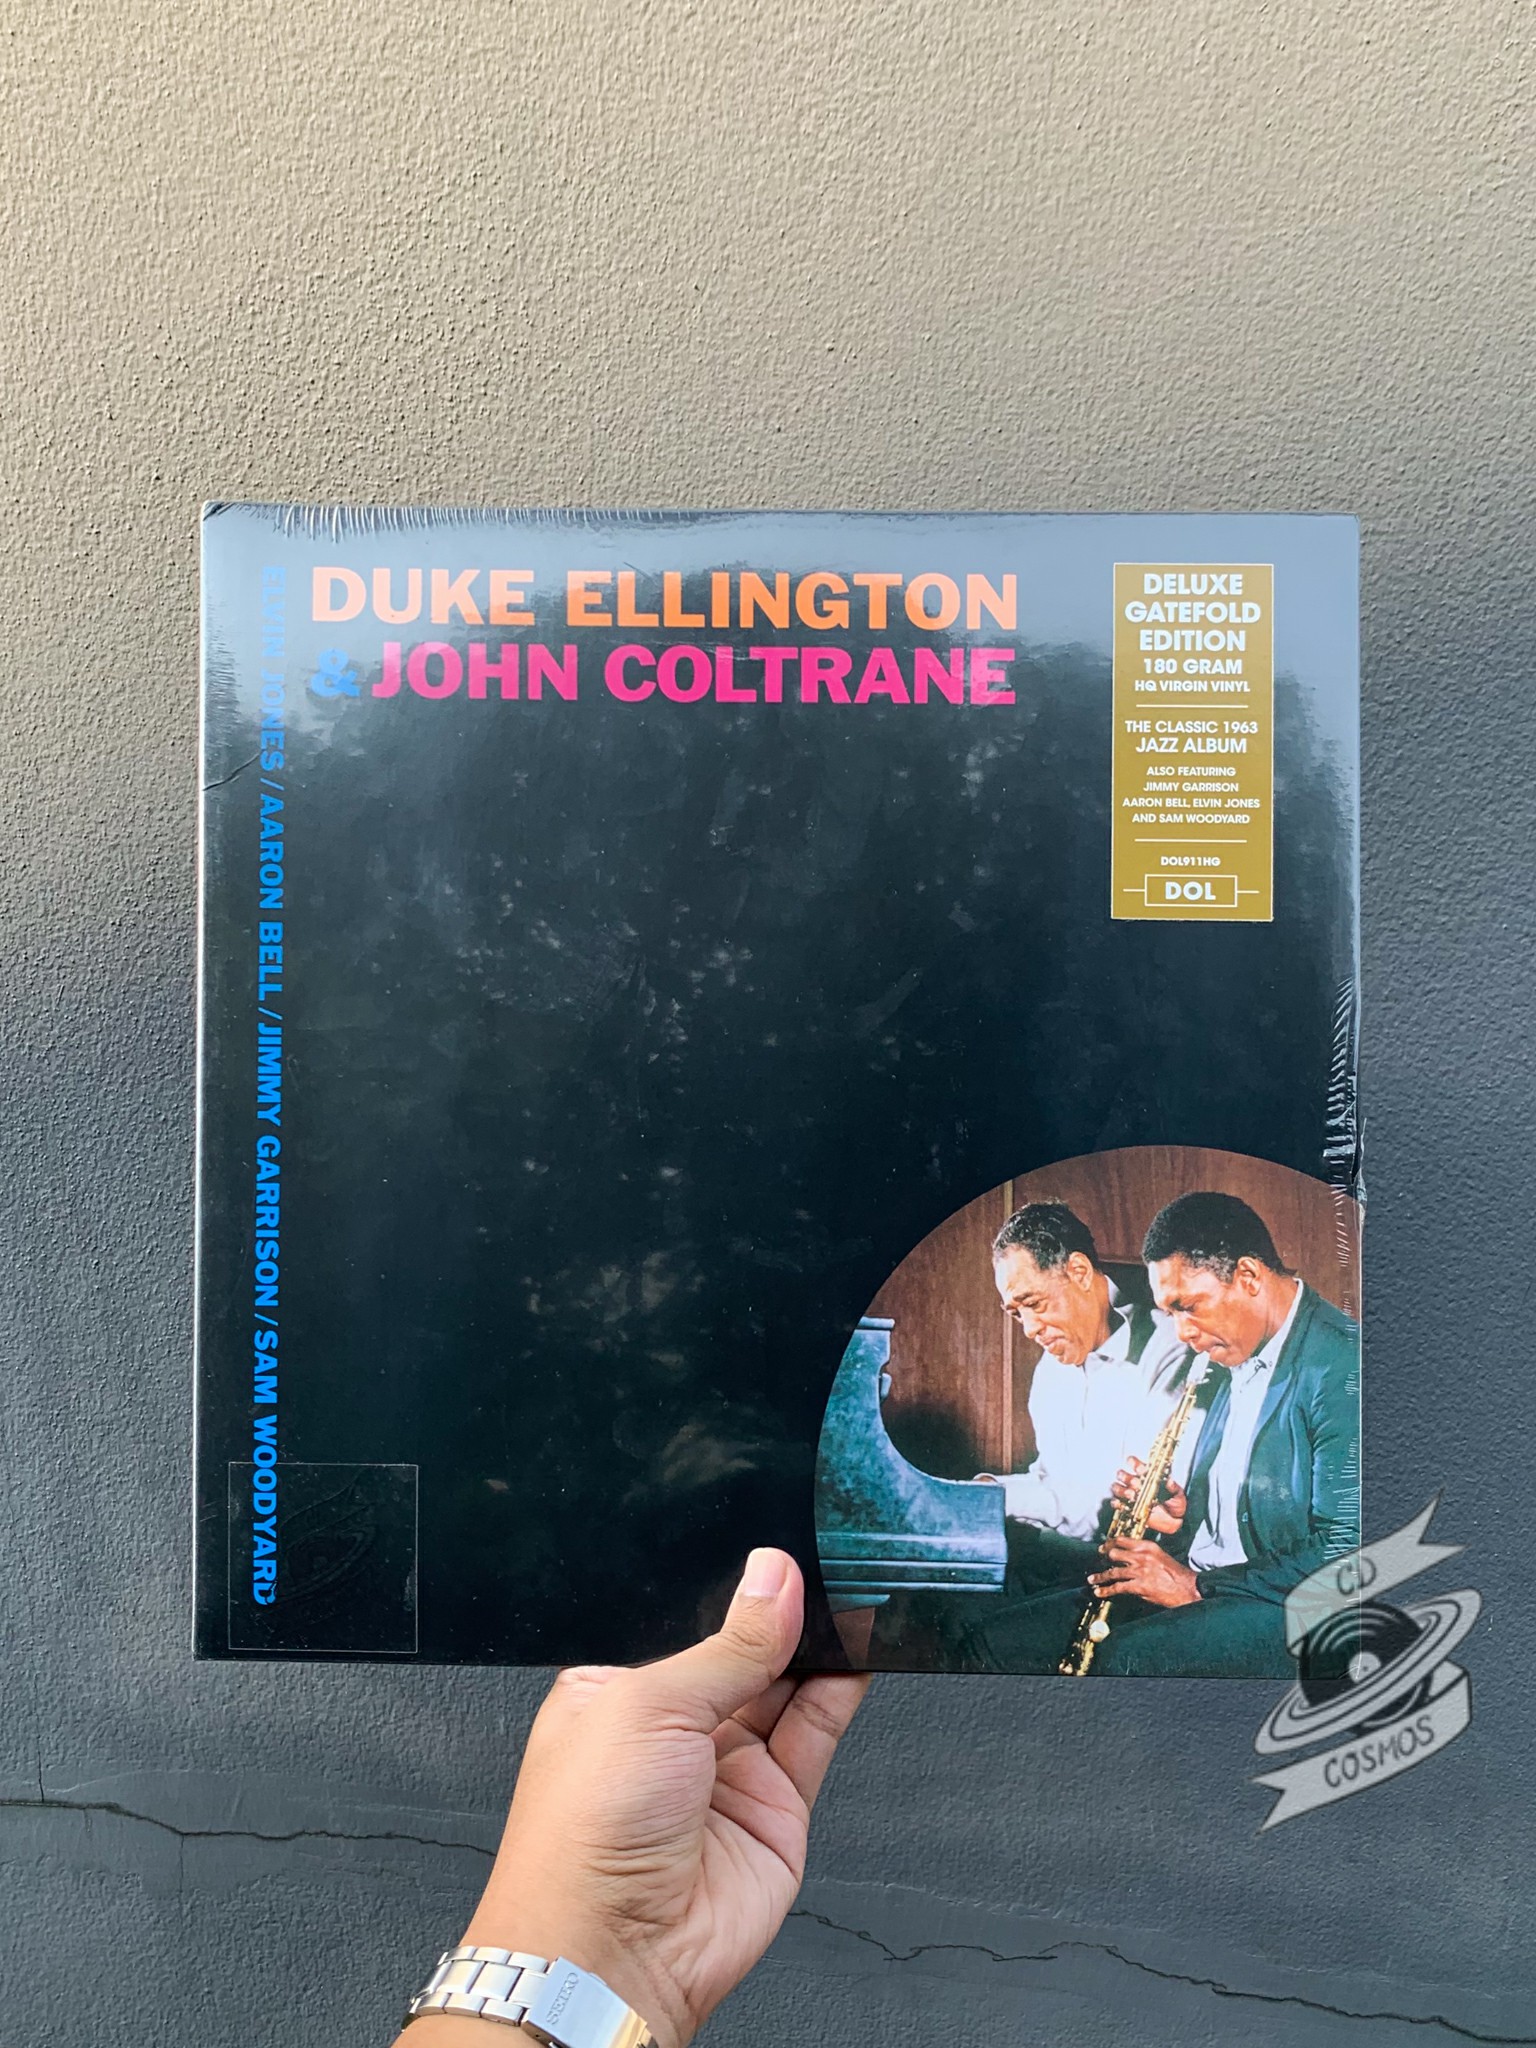 DUKE ELLINGTON
& JOHN COLTRANE
ELVIN JONES/AARON BELL/JIMMY GARRISON/SAM WOODYARD
DELUXE
GATEFOLD
EDITION
180 GRAM
HQ VIRGIN VINYL
THE CLASSIC 1963
JAZZ ALBUM
ALSO FEATURING
JIMMY GARRISON
AARON BELL, ELVIN JONES
AND SAM WOODYARD
DOL911HG
DOL
CD
COSMOS
SEIKO